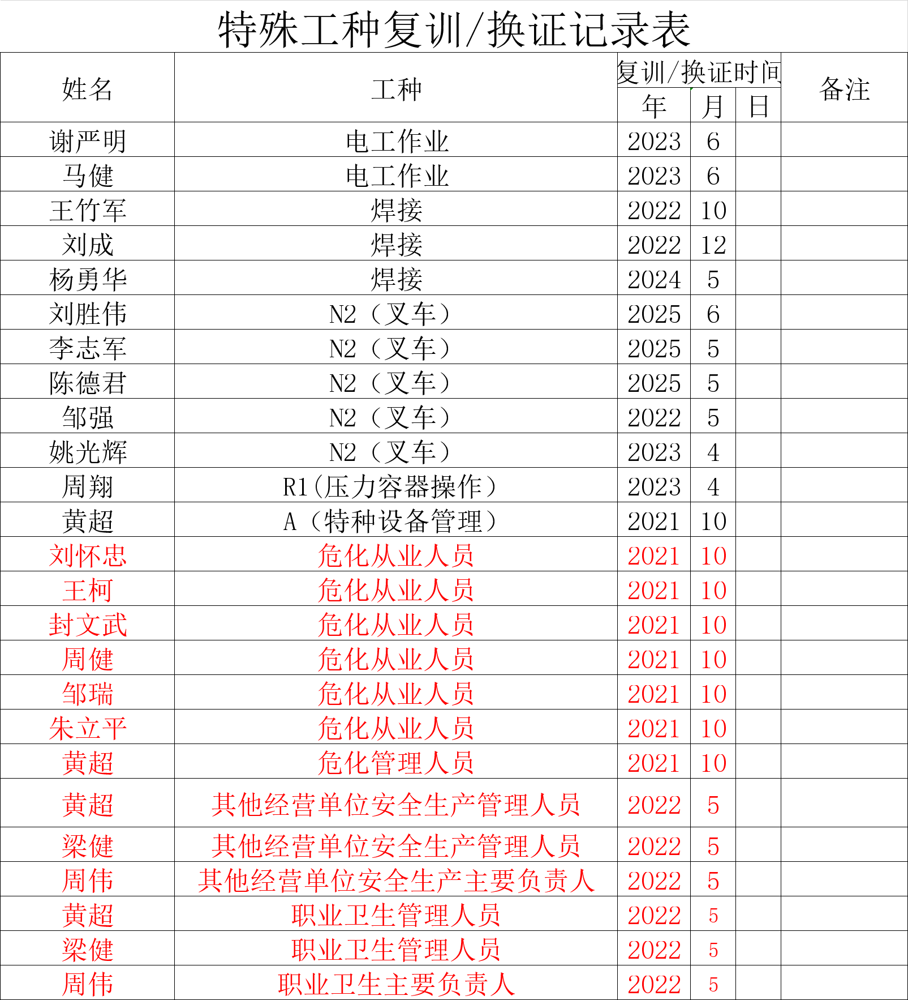 特殊工种复训/换证记录表
姓名 工种 复训/换证时间 备注
年 月 日
谢严明 电工作业 2023 6
马健 电工作业 2023 6
王竹军 焊接 2022 10
刘成 焊接 2022 12
杨勇华 焊接 2024 5
刘胜伟 N2（叉车） 2025 6
李志军 N2（叉车） 2025 5
陈德君 N2（叉车） 2025 5
邹强 N2（叉车） 2022 5
姚光辉 N2（叉车） 2023 4
周翔 R1(压力容器操作） 2023 4
黄超 A（特种设备管理） 2021 10
刘怀忠 危化从业人员 2021 10
王柯 危化从业人员 2021 10
封文武 危化从业人员 2021 10
周健 危化从业人员 2021 10
邹瑞 危化从业人员 2021 10
朱立平 危化从业人员 2021 10
黄超 危化管理人员 2021 10
黄超 其他经营单位安全生产管理人员 2022 5
梁健 其他经营单位安全生产管理人员 2022 5
周伟 其他经营单位安全生产主要负责人 2022 5
黄超 职业卫生管理人员 2022 5
梁健 职业卫生管理人员 2022 5
周伟 职业卫生主要负责人 2022 5